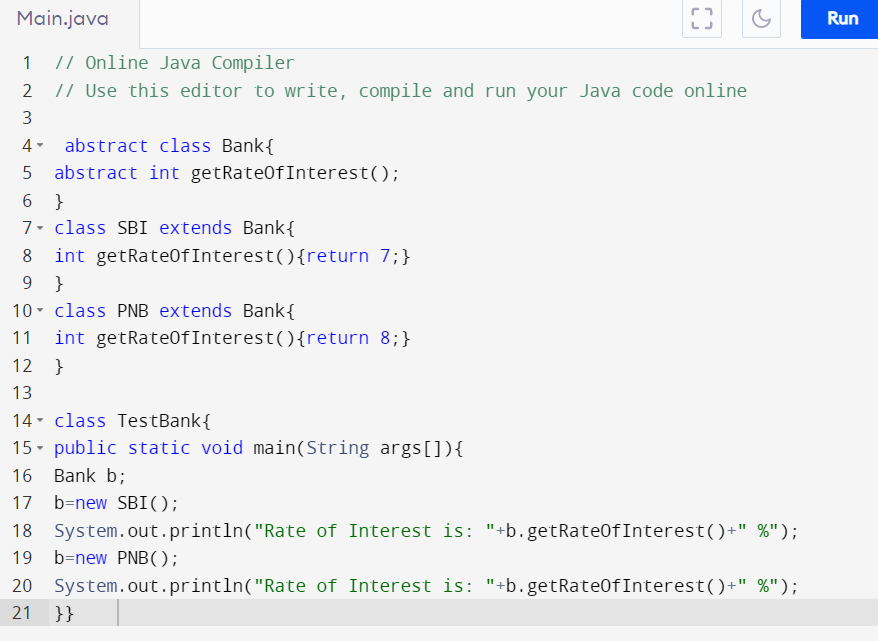 Main.java
Run
1 // Online Java Compiler
2 // Use this editor to write, compile and run your Java code online
3
4 abstract class Bank{
5 abstract int getRateOfInterest();
6 }
7 class SBI extends Bank{
8 int getRateOfInterest(){return 7;}
9 }
10 class PNB extends Bank{
11 int getRateOfInterest(){return 8;}
12 }
13
14 class TestBank{
15 public static void main(String args[]){
16 Bank b;
17 b=new SBI();
18 System.out.println("Rate of Interest is: "+b.getRateOfInterest()+" %");
19 b=new PNB();
20 System.out.println("Rate of Interest is: "+b.getRateOfInterest()+" %");
21 }}